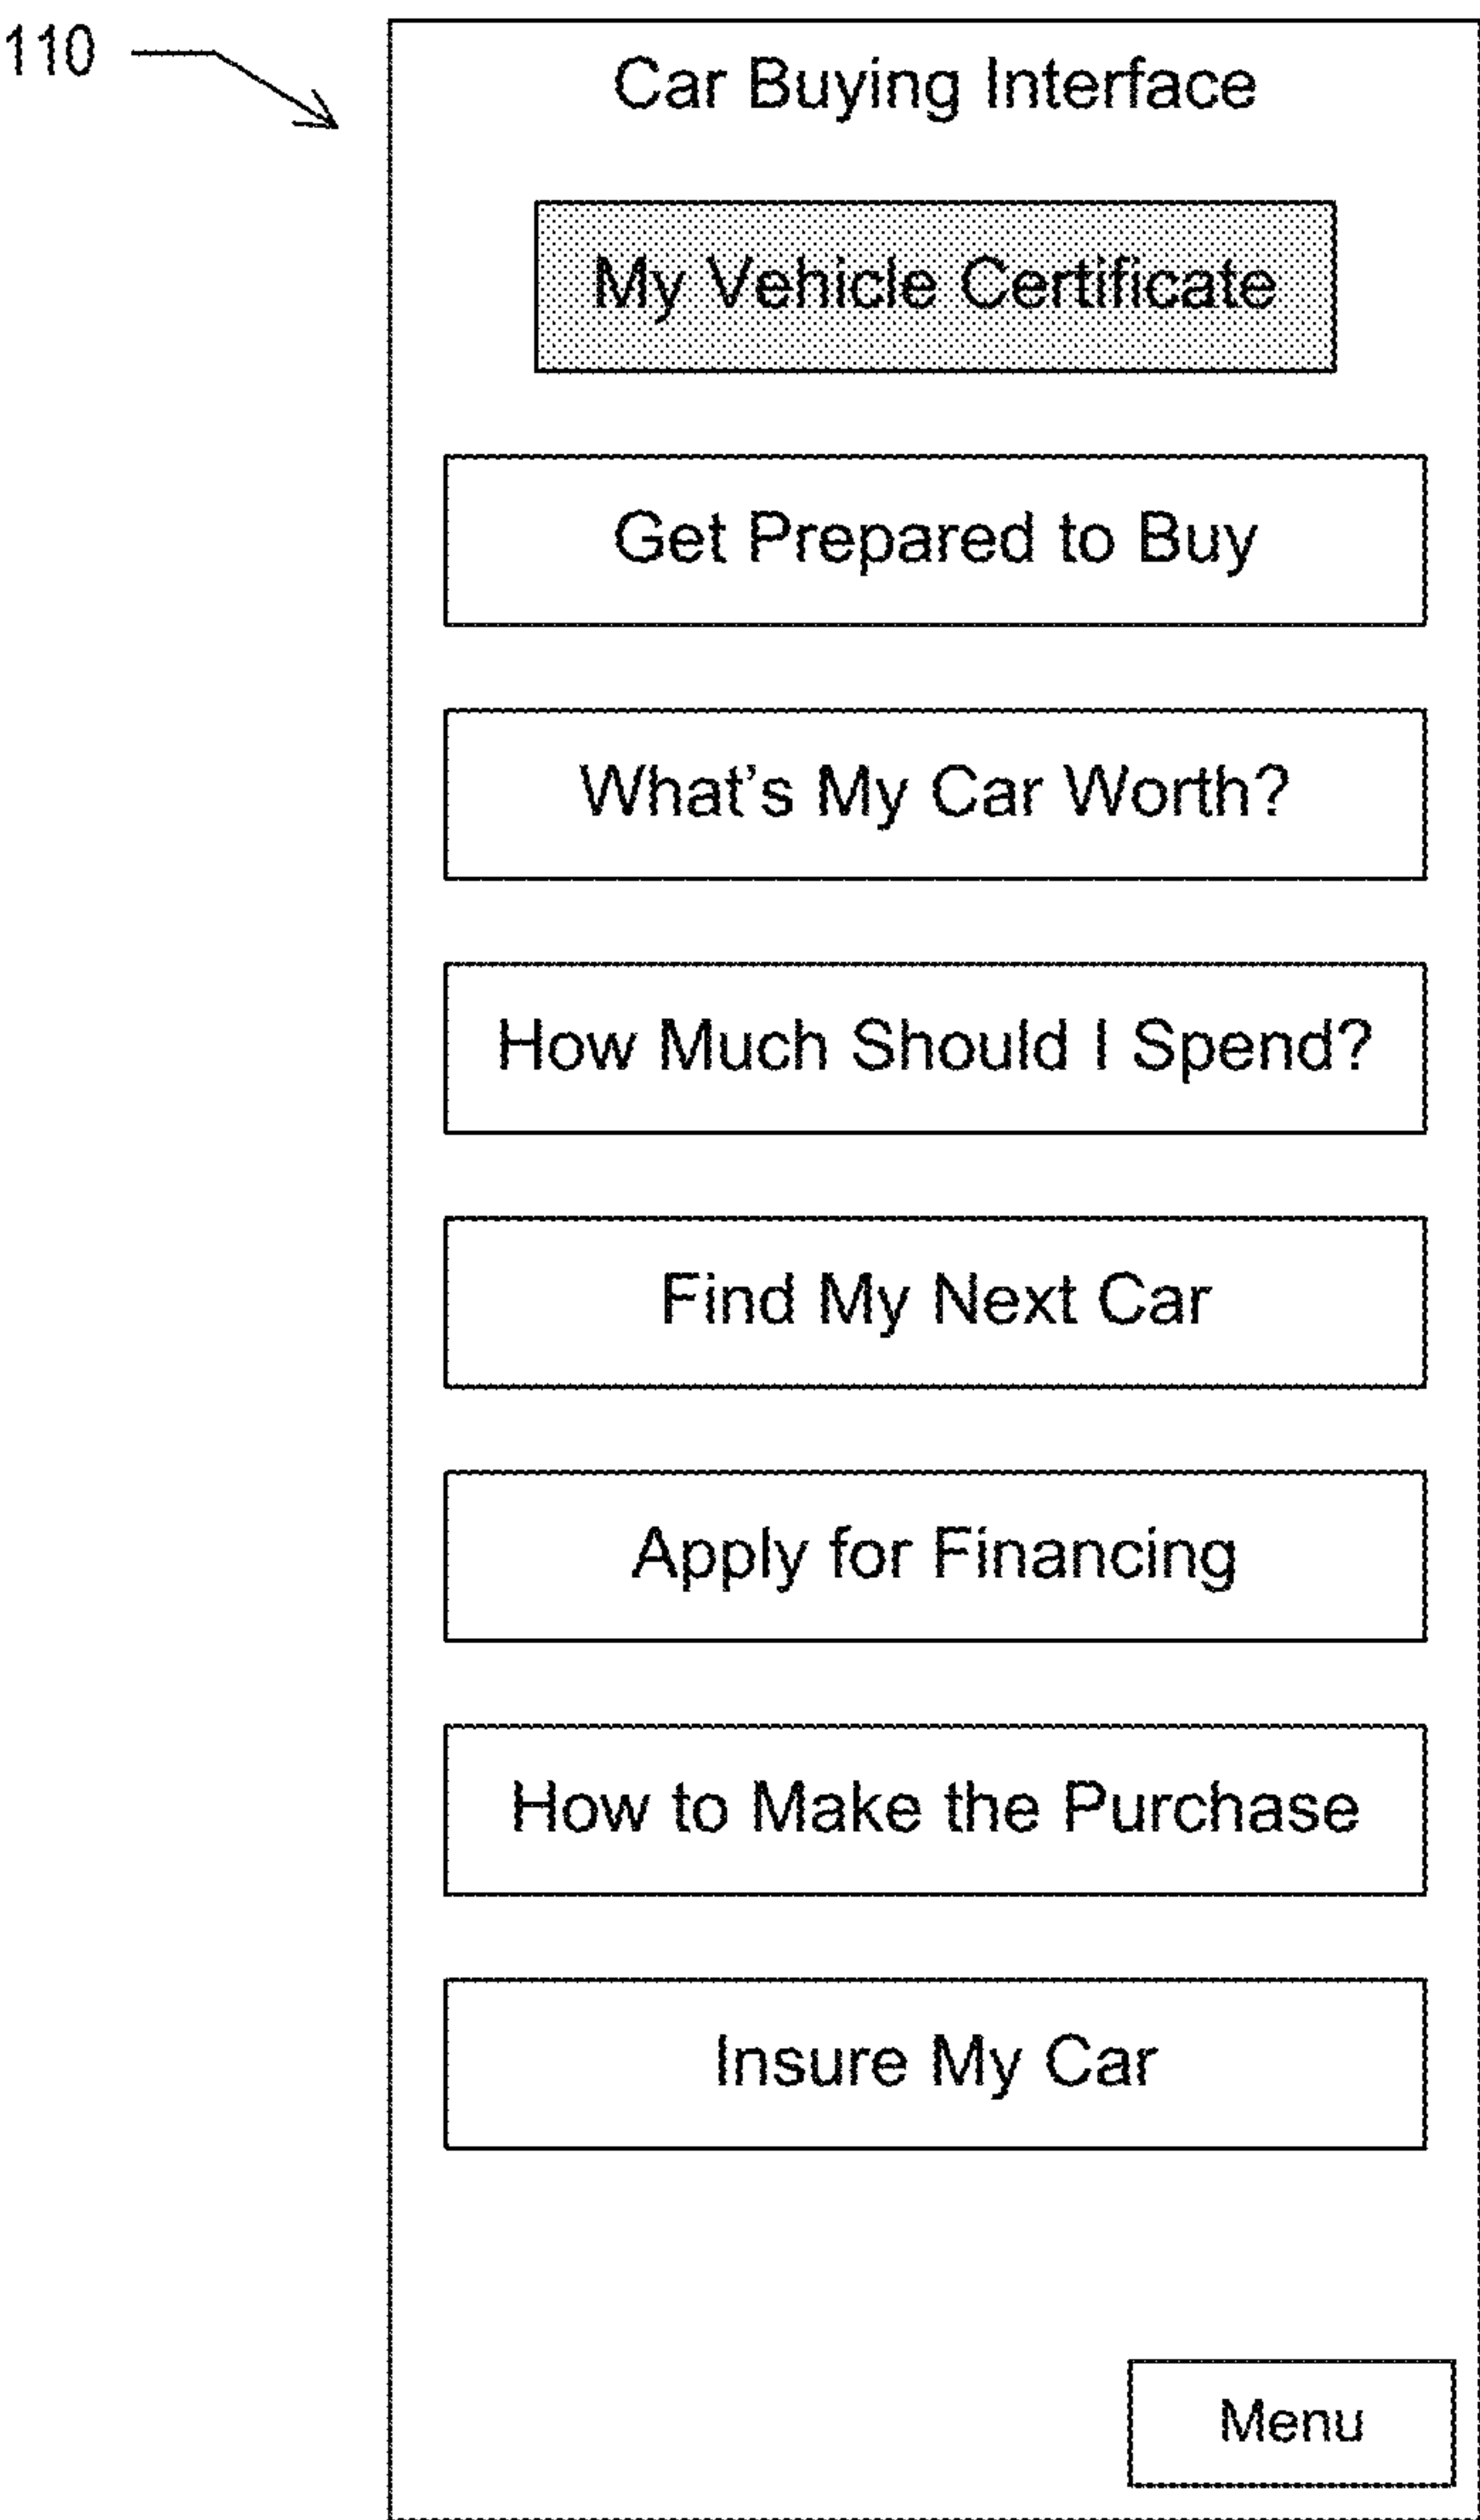 110
Car Buying Interface
My Vehicle Certificate
Get Prepared to Buy
What's My Car Worth?
How Much Should I Spend?
Find My Next Car
Apply for Financing
How to Make the Purchase
Insure My Car
Menu